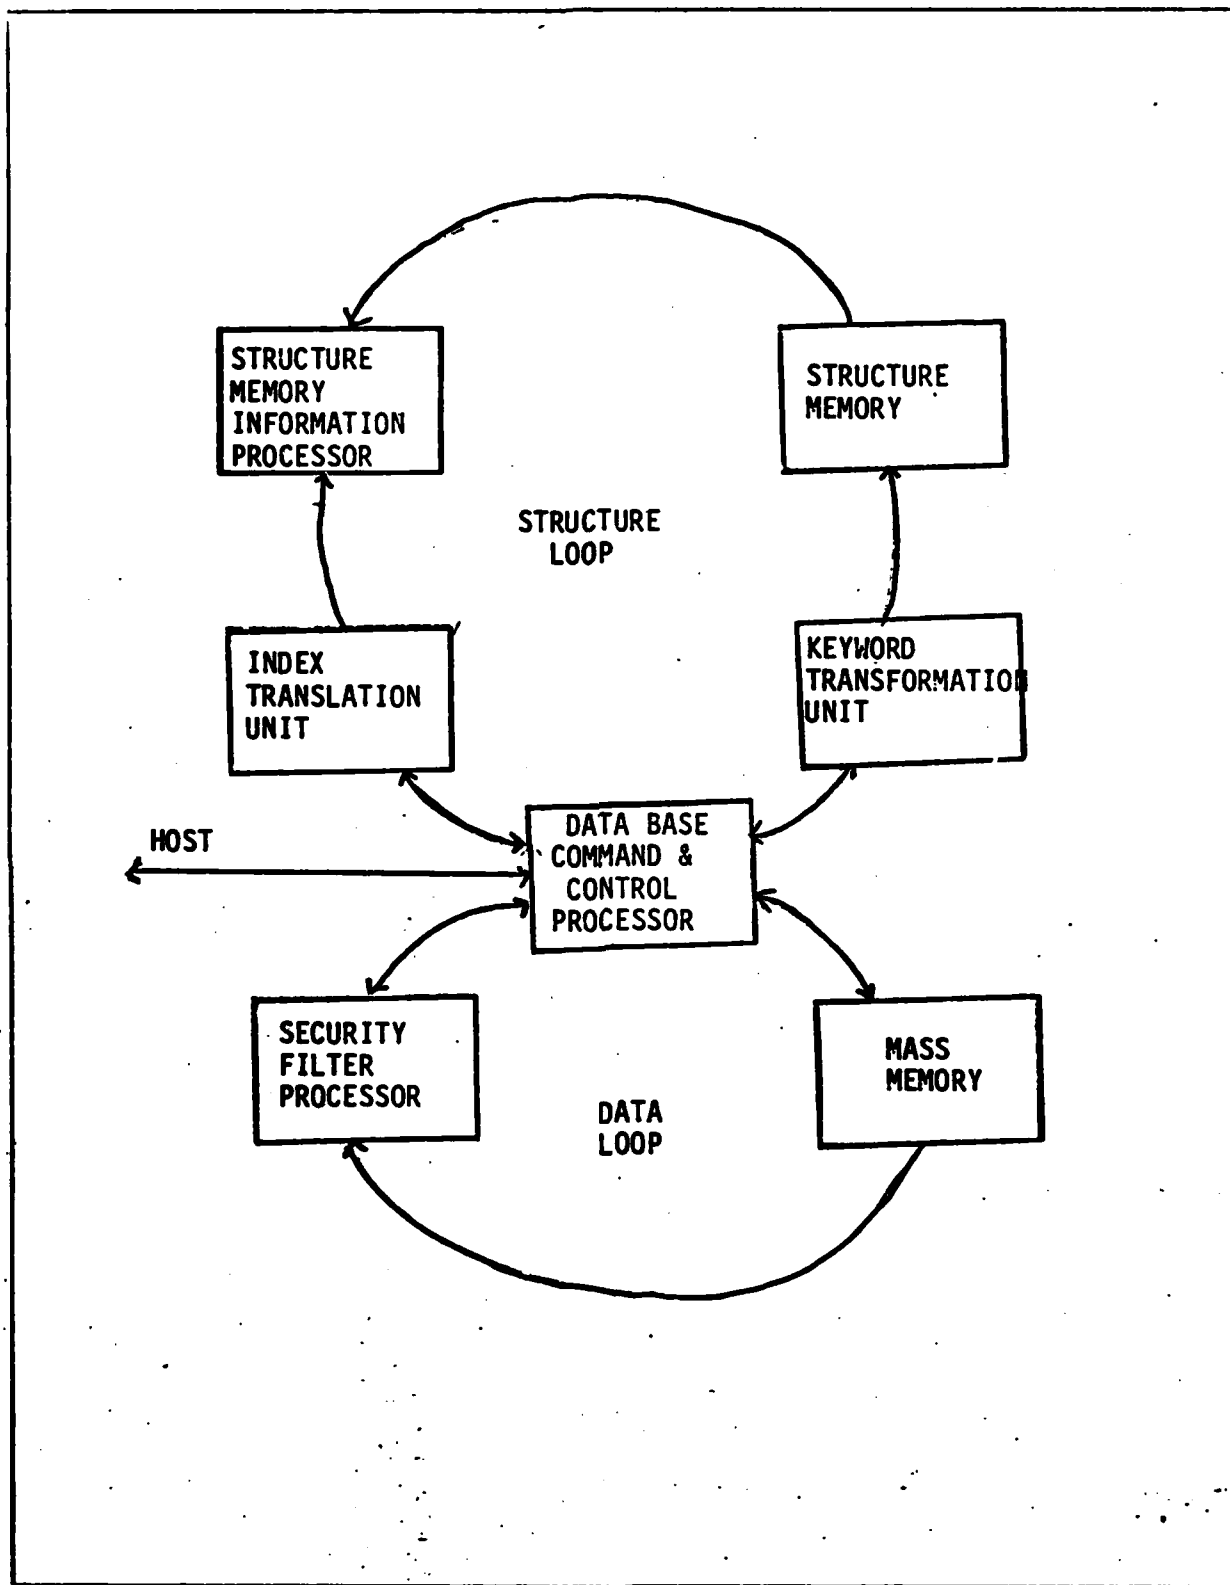 STRUCTURE
MEMORY
INFORMATION
PROCESSOR
STRUCTURE
MEMORY
STRUCTURE
LOOP
INDEX
TRANSLATION
UNIT
KEYWORD
TRANSFORMATION
UNIT
HOST
DATA BASE
COMMAND &
CONTROL
PROCESSOR
SECURITY
FILTER
PROCESSOR
MASS
MEMORY
DATA
LOOP